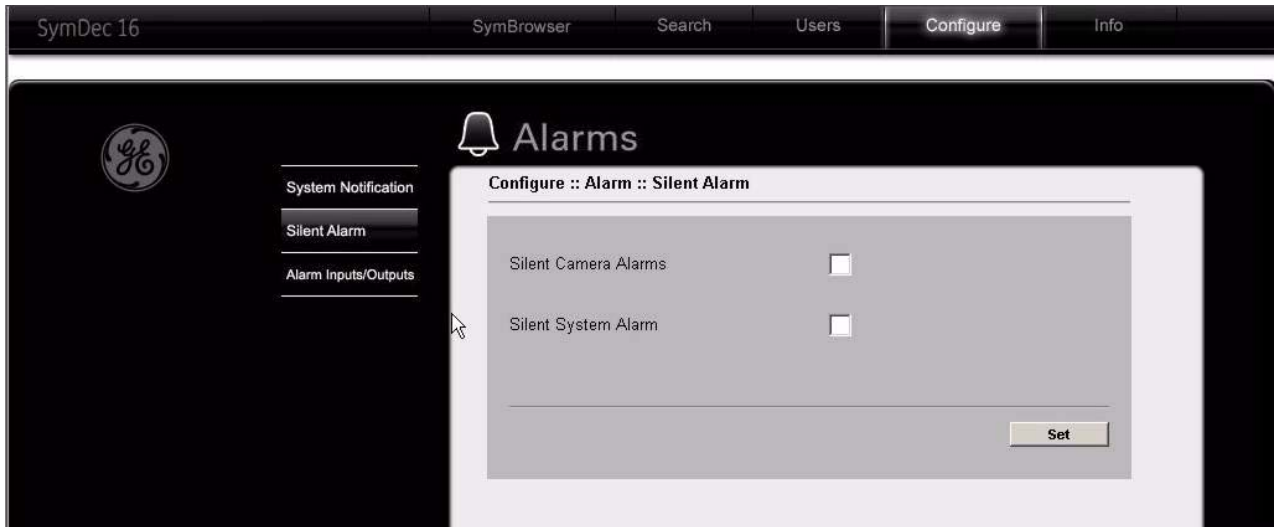 SymDec 16
SymBrowser Search Users Configure Info
GE
Alarms
System Notification
Silent Alarm
Alarm Inputs/Outputs
Configure :: Alarm :: Silent Alarm
Silent Camera Alarms
Silent System Alarm
Set